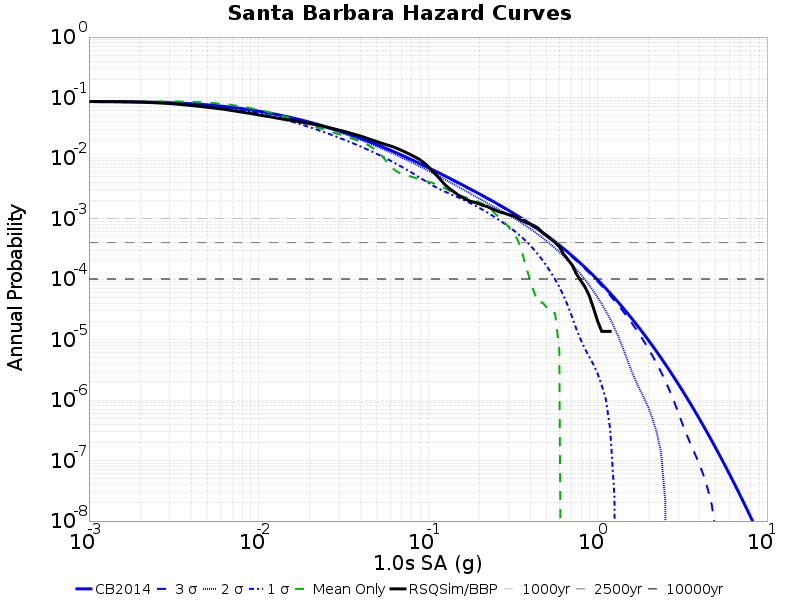 Santa Barbara Hazard Curves
10^0
10^-1
10^-2
10^-3
10^-4
10^-5
10^-6
10^-7
10^-8
Annual Probability
10^-3 10^-2 10^-1 10^0 10^1
1.0s SA (g)
CB2014 3 σ 2 σ 1 σ Mean Only RSQSim/BBP 1000yr 2500yr 10000yr